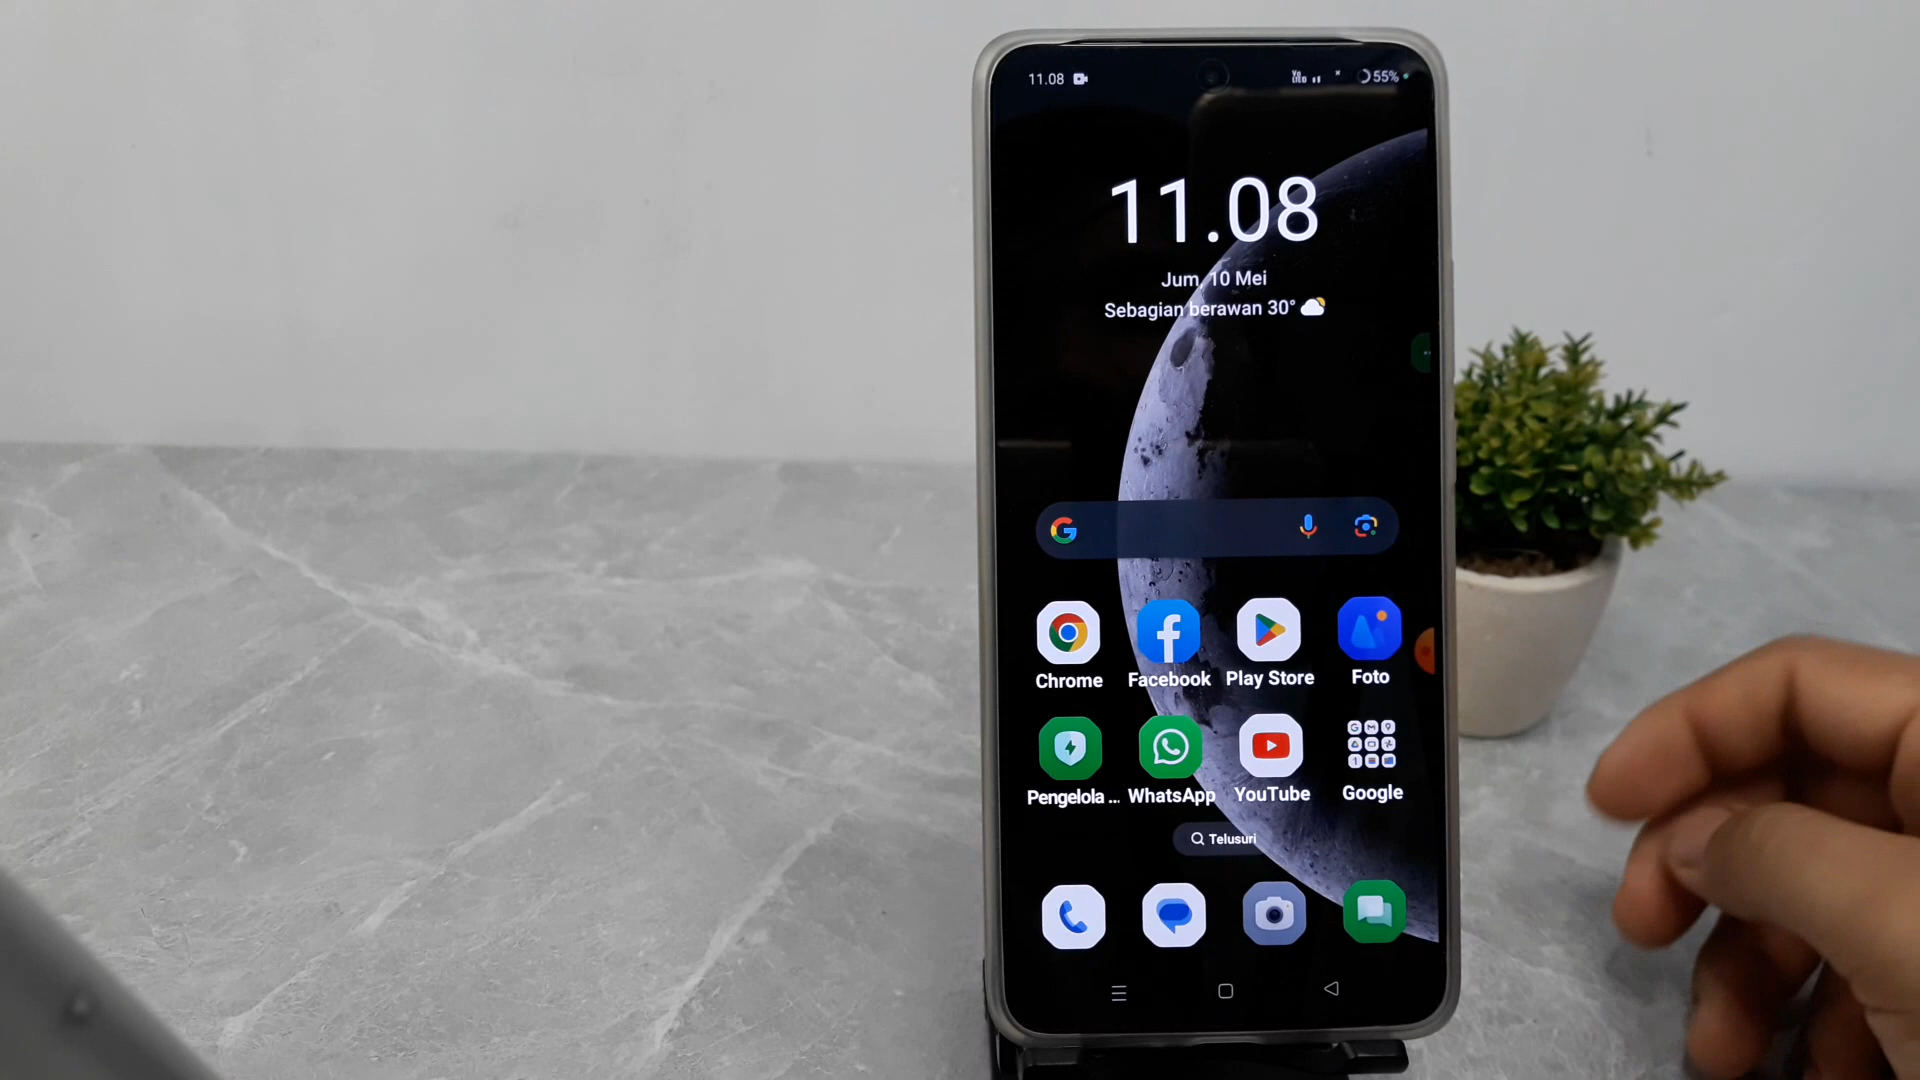 11.08
55%
11.08
Jum, 10 Mei
Sebagian berawan 30°
Chrome Facebook Play Store Foto
Pengelola ... WhatsApp YouTube Google
Telusuri